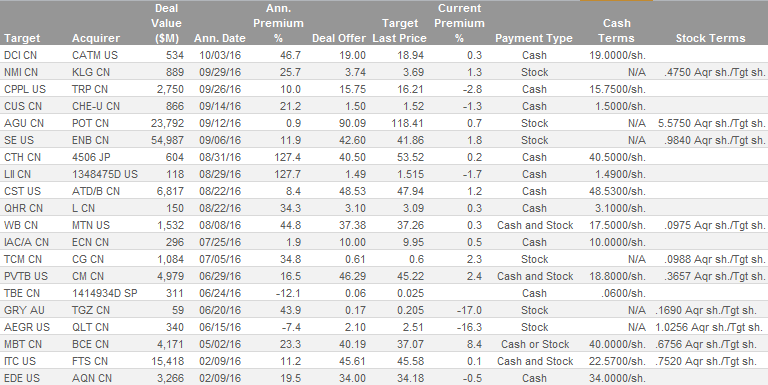 Target Acquirer Deal Value ($M) Ann. Date Ann. Premium % Deal Offer Target Last Price Current Premium % Payment Type Cash Terms Stock Terms
DCI CN CATM US 534 10/03/16 46.7 19.00 18.94 0.3 Cash 19.0000/sh.
NMI CN KLG CN 889 09/29/16 25.7 3.74 3.69 1.3 Stock N/A .4750 Aqr sh./Tgt sh.
CPPL US TRP CN 2,750 09/26/16 10.0 15.75 16.21 -2.8 Cash 15.7500/sh.
CUS CN CHE-U CN 866 09/14/16 21.2 1.50 1.52 -1.3 Cash 1.5000/sh.
AGU CN POT CN 23,792 09/12/16 0.9 90.09 118.41 0.7 Stock N/A 5.5750 Aqr sh./Tgt sh.
SE US ENB CN 54,987 09/06/16 11.9 42.60 41.86 1.8 Stock N/A .9840 Aqr sh./Tgt sh.
CTH CN 4506 JP 604 08/31/16 127.4 40.50 53.52 0.2 Cash 40.5000/sh.
LII CN 1348475D US 118 08/29/16 127.7 1.49 1.515 -1.7 Cash 1.4900/sh.
CST US ATD/B CN 6,817 08/22/16 8.4 48.53 47.94 1.2 Cash 48.5300/sh.
QHR CN L CN 150 08/22/16 34.3 3.10 3.09 0.3 Cash 3.1000/sh.
WB CN MTN US 1,532 08/08/16 44.8 37.38 37.26 0.3 Cash and Stock 17.5000/sh. .0975 Aqr sh./Tgt sh.
IAC/A CN ECN CN 296 07/25/16 1.9 10.00 9.95 0.5 Cash 10.0000/sh.
TCM CN CG CN 1,084 07/05/16 34.8 0.61 0.6 2.3 Stock N/A .0988 Aqr sh./Tgt sh.
PVTB US CM CN 4,979 06/29/16 16.5 46.29 45.22 2.4 Cash and Stock 18.8000/sh. .3657 Aqr sh./Tgt sh.
TBE CN 1414934D SP 311 06/24/16 -12.1 0.06 0.025 Cash .0600/sh.
GRY AU TGZ CN 59 06/20/16 43.9 0.17 0.205 -17.0 Stock N/A .1690 Aqr sh./Tgt sh.
AEGR US QLT CN 340 06/15/16 -7.4 2.10 2.51 -16.3 Stock N/A 1.0256 Aqr sh./Tgt sh.
MBT CN BCE CN 4,171 05/02/16 23.3 40.19 37.07 8.4 Cash or Stock 40.0000/sh. .6756 Aqr sh./Tgt sh.
ITC US FTS CN 15,418 02/09/16 11.2 45.61 45.58 0.1 Cash and Stock 22.5700/sh. .7520 Aqr sh./Tgt sh.
EDE US AQN CN 3,266 02/09/16 19.5 34.00 34.18 -0.5 Cash 34.0000/sh.